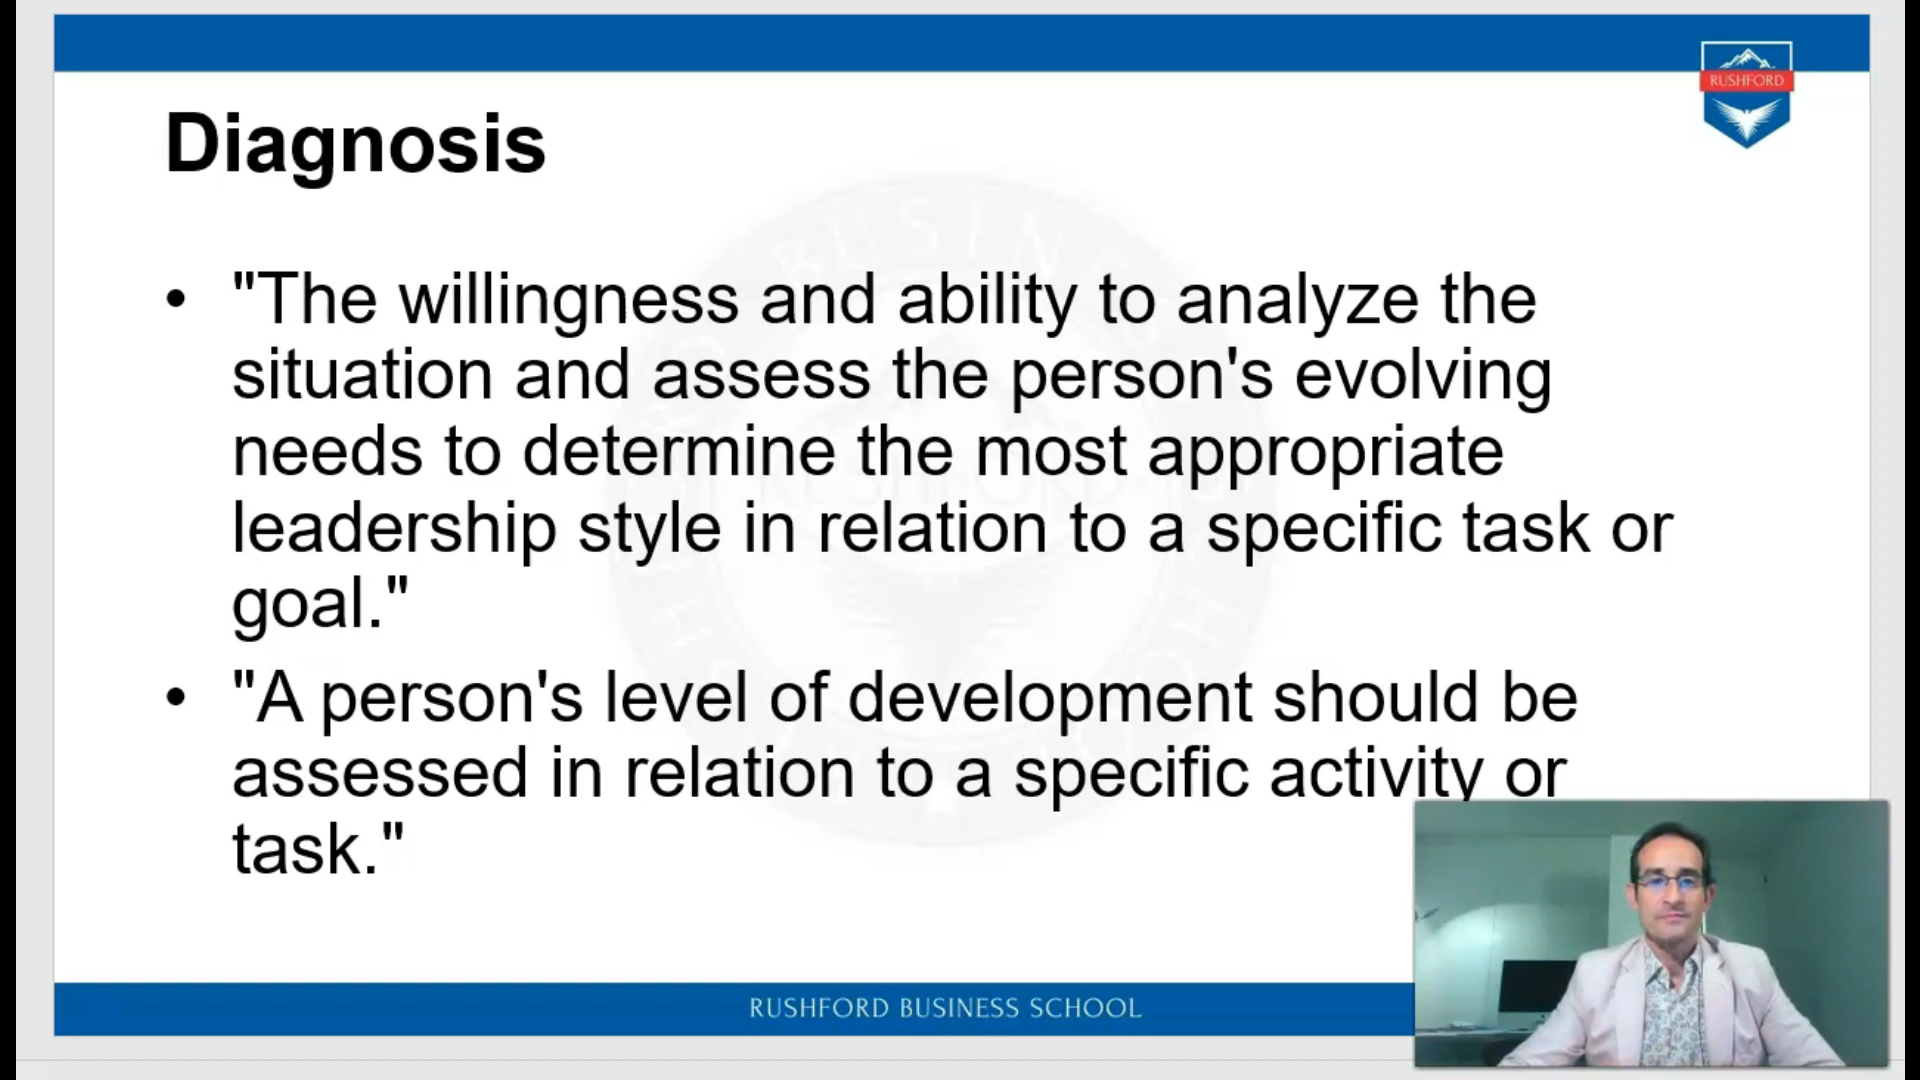 RUSHFORD
Diagnosis
• "The willingness and ability to analyze the
situation and assess the person's evolving
needs to determine the most appropriate
leadership style in relation to a specific task or
goal."
• "A person's level of development should be
assessed in relation to a specific activity or
task."
RUSHFORD BUSINESS SCHOOL